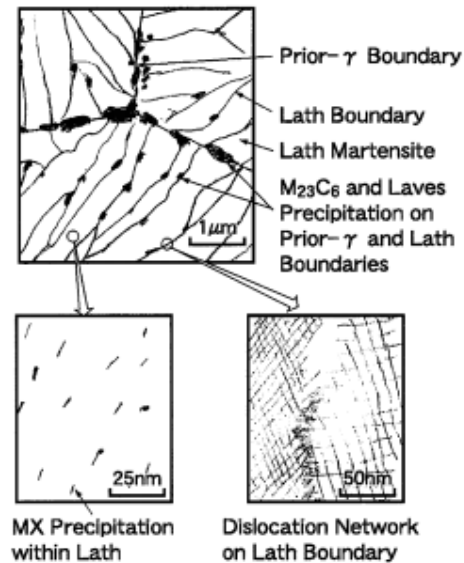 Prior-γ Boundary
Lath Boundary
Lath Martensite
M₂₃C₆ and Laves
Precipitation on
Prior-γ and Lath
Boundaries
1μm
25nm
50nm
MX Precipitation
within Lath
Dislocation Network
on Lath Boundary